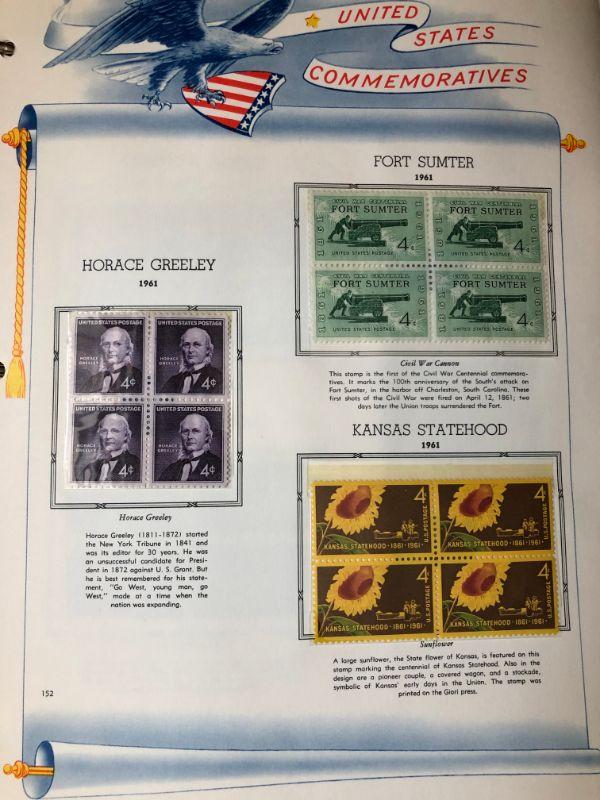 UNITED
STATES
COMMEMORATIVES
FORT SUMTER
1961
CIVIL WAR CENTENNIAL
FORT SUMTER
1861
1961
4¢
UNITED STATES POSTAGE
CIVIL WAR CENTENNIAL
FORT SUMTER
1861
1961
4¢
UNITED STATES POSTAGE
CIVIL WAR CENTENNIAL
FORT SUMTER
1861
1961
4¢
UNITED STATES POSTAGE
CIVIL WAR CENTENNIAL
FORT SUMTER
1861
1961
4¢
UNITED STATES POSTAGE
Civil War Cannon
This stamp is the first of the Civil War Centennial commemora-
tives. It marks the 100th anniversary of the South's attack on
Fort Sumter, in the harbor off Charleston, South Carolina. These
first shots of the Civil War were fired on April 12, 1861; two
days later the Union troops surrendered the Fort.
HORACE GREELEY
1961
UNITED STATES POSTAGE
HORACE
GREELEY
4¢
UNITED STATES POSTAGE
HORACE
GREELEY
4¢
UNITED STATES POSTAGE
HORACE
GREELEY
4¢
UNITED STATES POSTAGE
HORACE
GREELEY
4¢
Horace Greeley
Horace Greeley (1811-1872) started
the New York Tribune in 1841 and
was its editor for 30 years. He was
an unsuccessful candidate for Presi-
dent in 1872 against U. S. Grant. But
he is best remembered for his state-
ment, "Go West, young man, go
West," made at a time when the
nation was expanding.
KANSAS STATEHOOD
1961
4
U.S. POSTAGE
KANSAS STATEHOOD · 1861 · 1961 ·
4
U.S. POSTAGE
KANSAS STATEHOOD · 1861 · 1961 ·
4
U.S. POSTAGE
KANSAS STATEHOOD · 1861 · 1961 ·
4
U.S. POSTAGE
KANSAS STATEHOOD · 1861 · 1961 ·
Sunflower
A large sunflower, the State flower of Kansas, is featured on this
stamp marking the centennial of Kansas Statehood. Also in the
design are a pioneer couple, a covered wagon, and a stockade,
symbolic of Kansas' early days in the Union. The stamp was
printed on the Giori press.
152